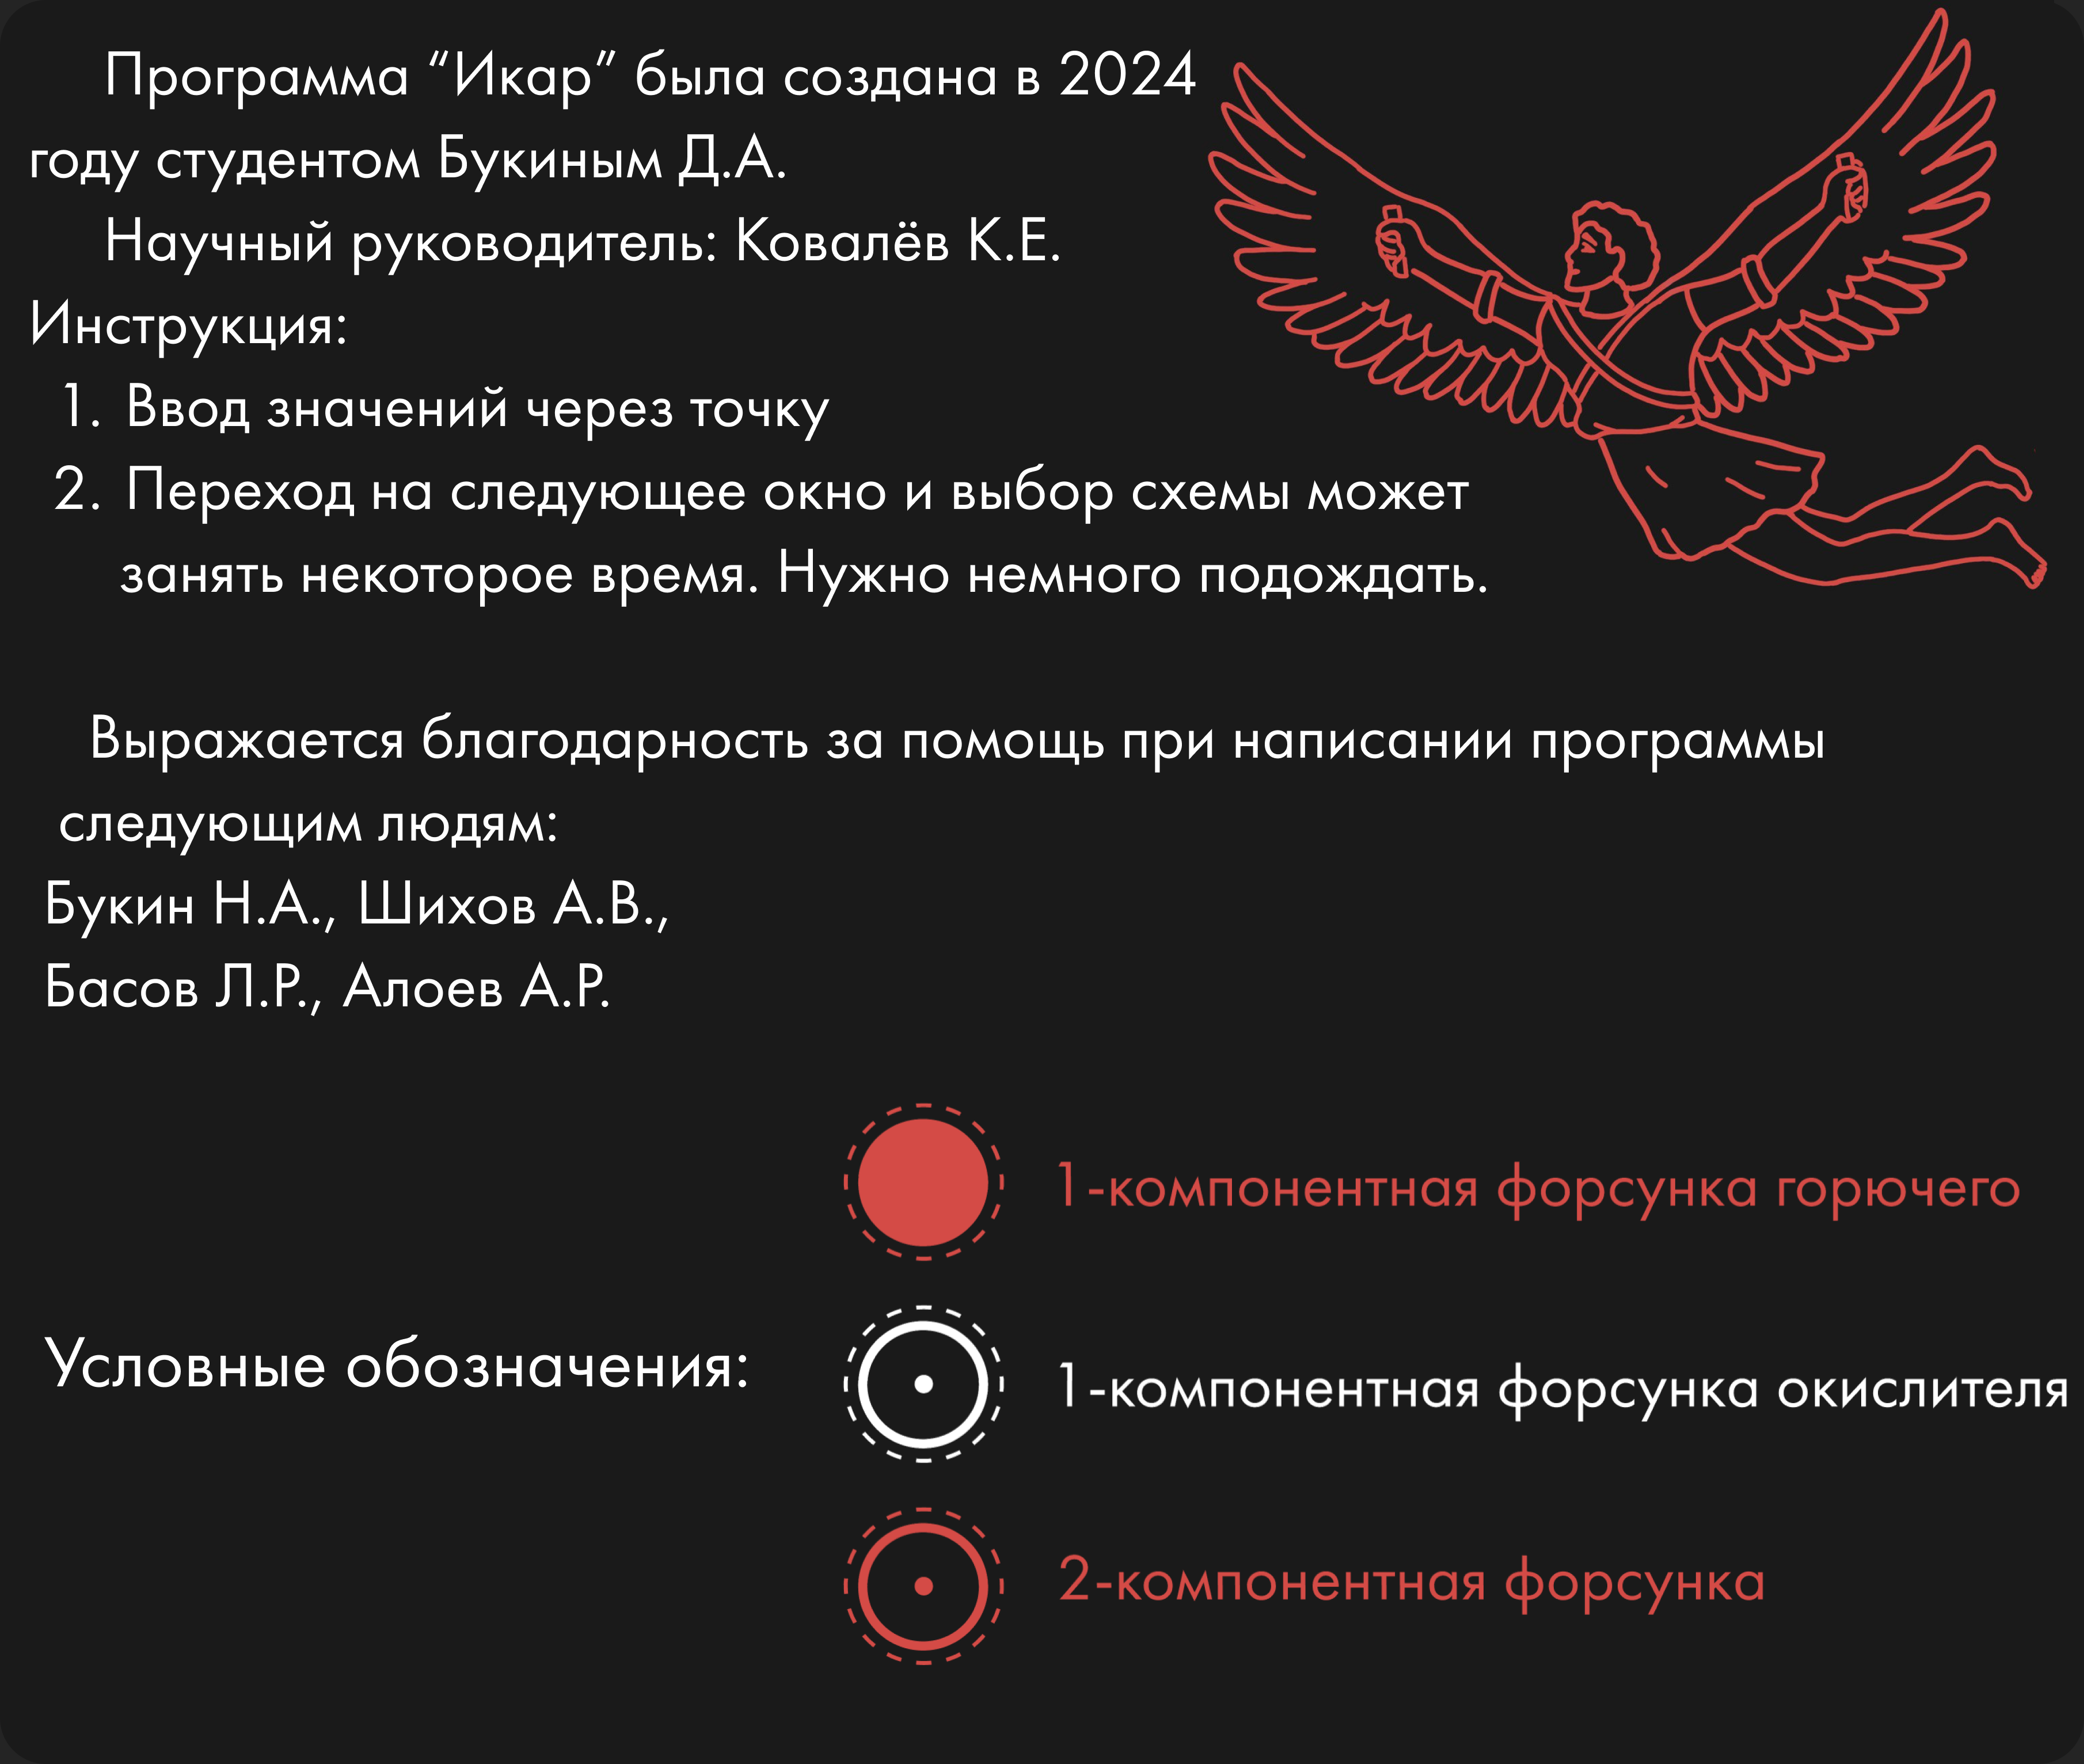 Программа "Икар" была создана в 2024
году студентом Букиным Д.А.
Научный руководитель: Ковалёв К.Е.
Инструкция:
1. Ввод значений через точку
2. Переход на следующее окно и выбор схемы может
занять некоторое время. Нужно немного подождать.
Выражается благодарность за помощь при написании программы
следующим людям:
Букин Н.А., Шихов А.В.,
Басов Л.Р., Алоев А.Р.
1-компонентная форсунка горючего
Условные обозначения:
1-компонентная форсунка окислителя
2-компонентная форсунка